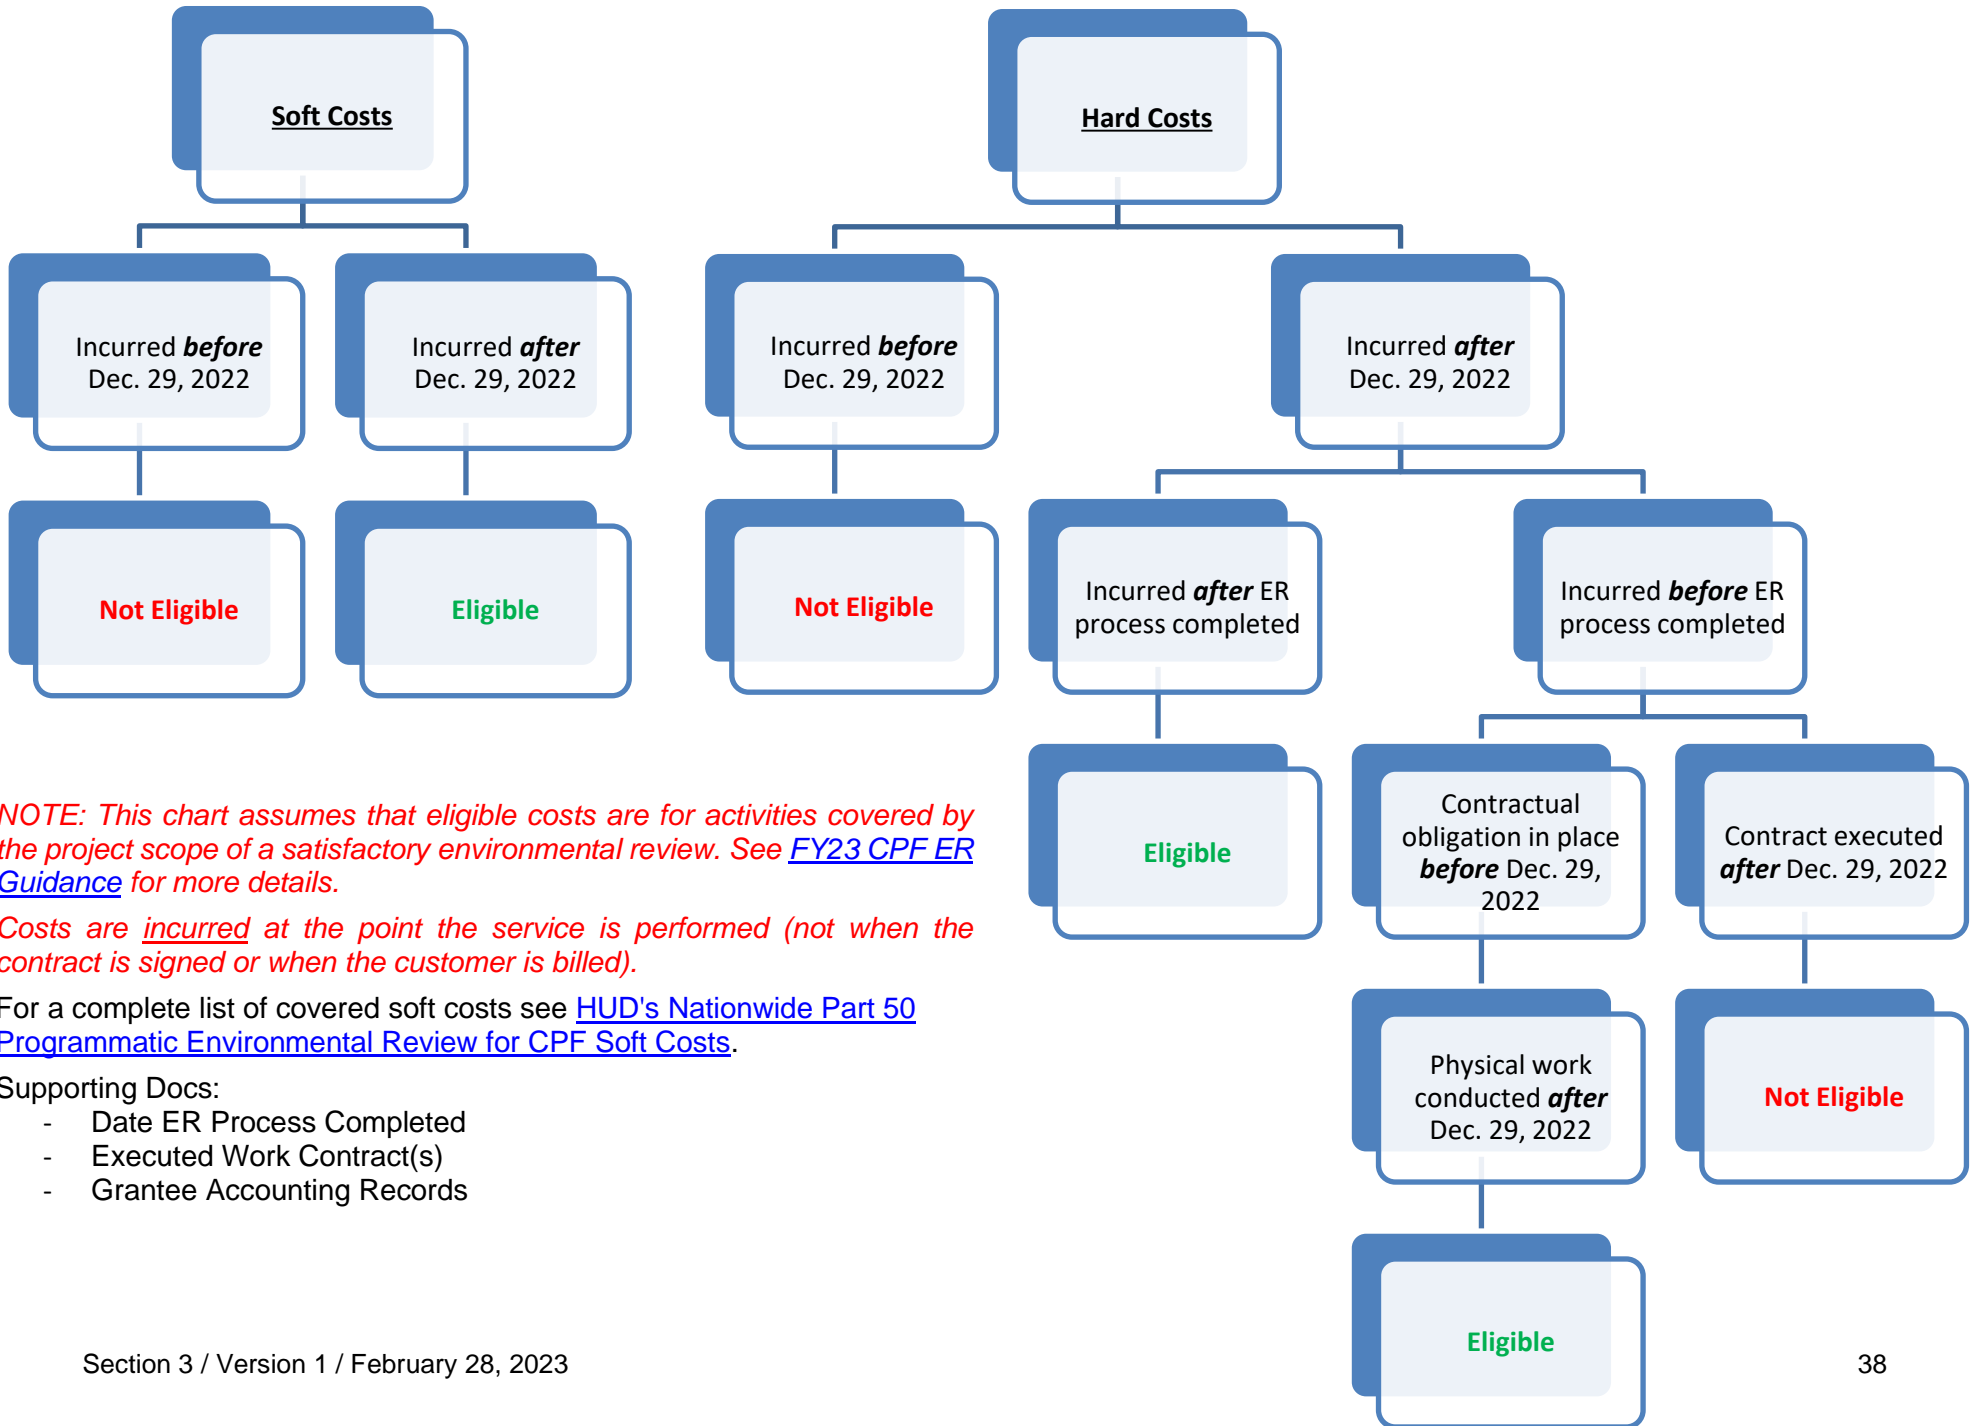 Soft Costs
Hard Costs
Incurred before
Dec. 29, 2022
Incurred after
Dec. 29, 2022
Incurred before
Dec. 29, 2022
Incurred after
Dec. 29, 2022
Not Eligible
Eligible
Not Eligible
Incurred after ER
process completed
Incurred before ER
process completed
Eligible
Contractual
obligation in place
before Dec. 29,
2022
Contract executed
after Dec. 29, 2022
Physical work
conducted after
Dec. 29, 2022
Not Eligible
Eligible
NOTE: This chart assumes that eligible costs are for activities covered by
the project scope of a satisfactory environmental review. See FY23 CPF ER
Guidance for more details.
Costs are incurred at the point the service is performed (not when the
contract is signed or when the customer is billed).
For a complete list of covered soft costs see HUD's Nationwide Part 50
Programmatic Environmental Review for CPF Soft Costs.
Supporting Docs:
- Date ER Process Completed
- Executed Work Contract(s)
- Grantee Accounting Records
Section 3 / Version 1 / February 28, 2023
38